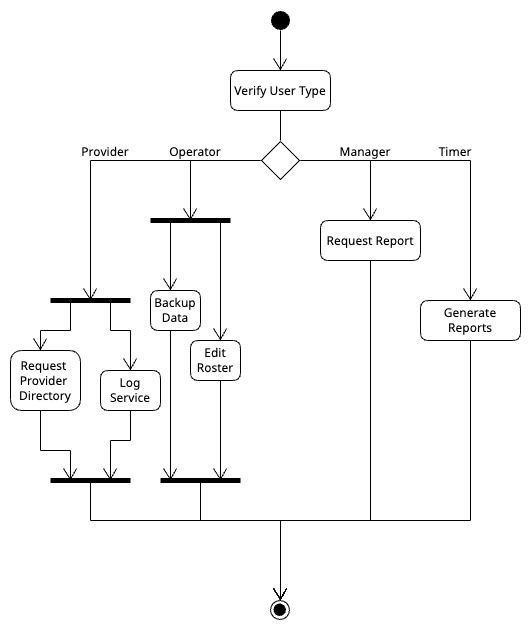 Verify User Type
Provider
Operator
Manager
Timer
Request Report
Backup
Data
Generate
Reports
Edit
Roster
Request
Provider
Directory
Log
Service